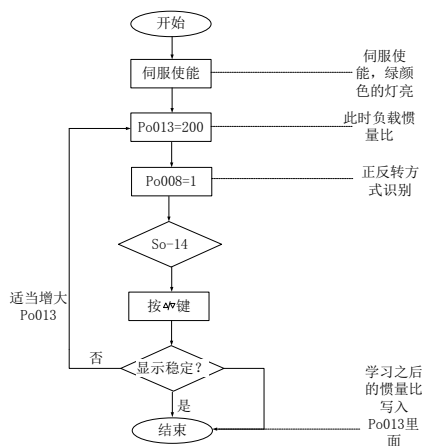 开始
伺服使能
伺服使
能，绿颜
色的灯亮
Po013=200
此时负载惯
量比
Po008=1
正反转方
式识别
So-14
适当增大
Po013
按△/▽键
否
显示稳定？
是
学习之后
的惯量比
写入
Po013里
面
结束